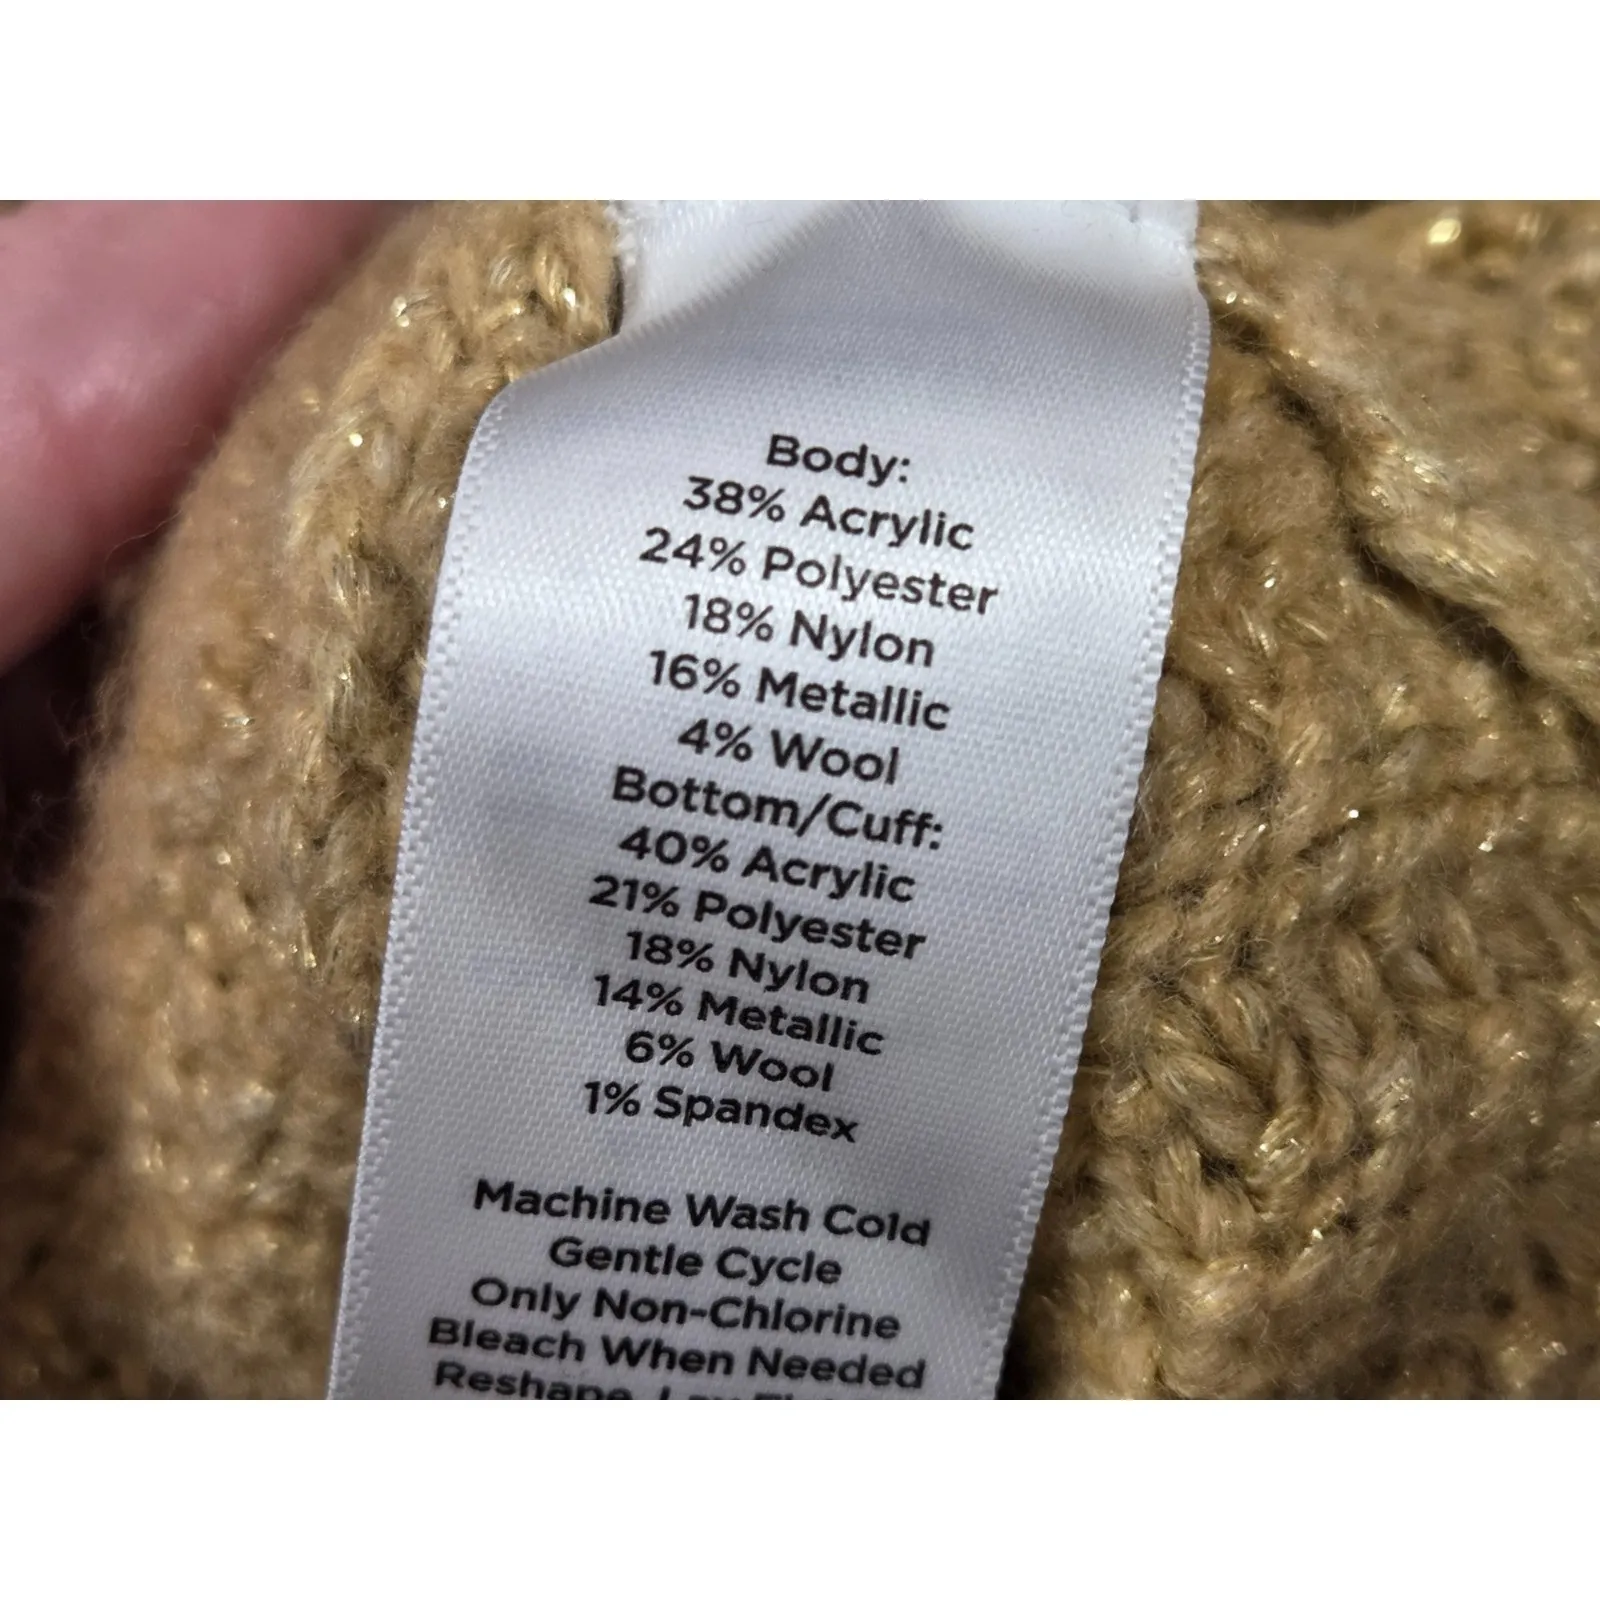 Body:
38% Acrylic
24% Polyester
18% Nylon
16% Metallic
4% Wool
Bottom/Cuff:
40% Acrylic
21% Polyester
18% Nylon
14% Metallic
6% Wool
1% Spandex
Machine Wash Cold
Gentle Cycle
Only Non-Chlorine
Bleach When Needed
Reshape,